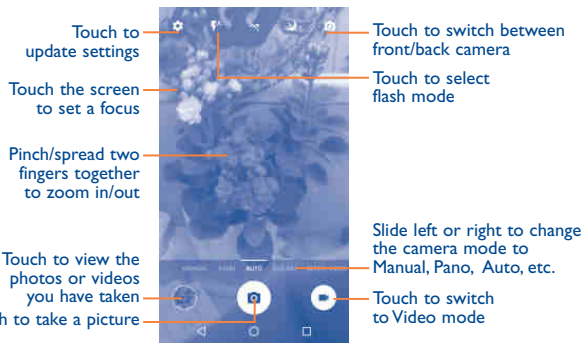 Touch to
update settings
Touch the screen
to set a focus
Pinch/spread two
fingers together
to zoom in/out
Touch to view the
photos or videos
you have taken
h to take a picture
Touch to switch between
front/back camera
Touch to select
flash mode
Slide left or right to change
the camera mode to
Manual, Pano, Auto, etc.
Touch to switch
to Video mode
MANUAL PANO AUTO